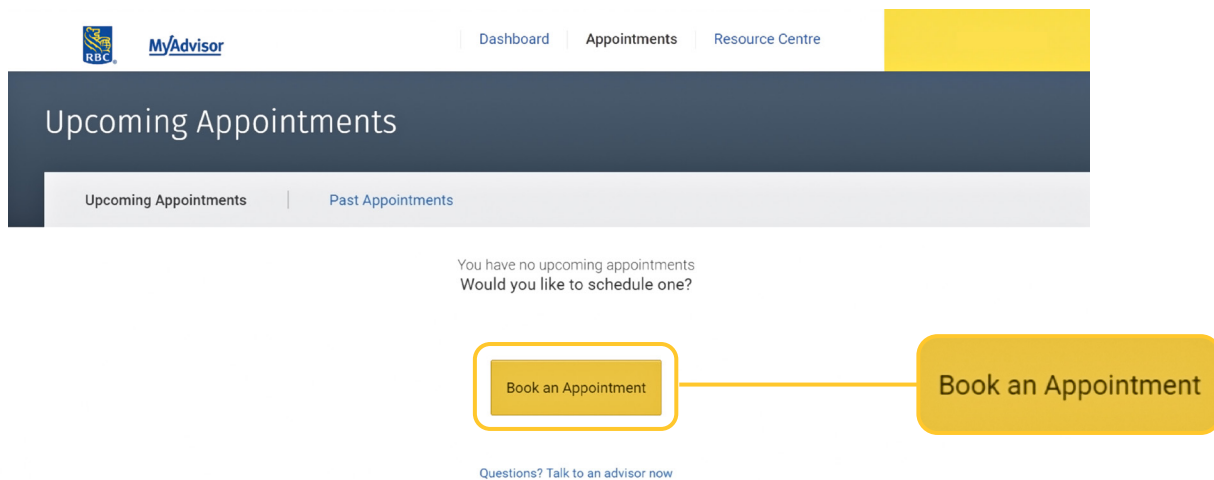 RBC®
MyAdvisor
Dashboard
Appointments
Resource Centre
Upcoming Appointments
Upcoming Appointments
Past Appointments
You have no upcoming appointments
Would you like to schedule one?
Book an Appointment
Book an Appointment
Questions? Talk to an advisor now